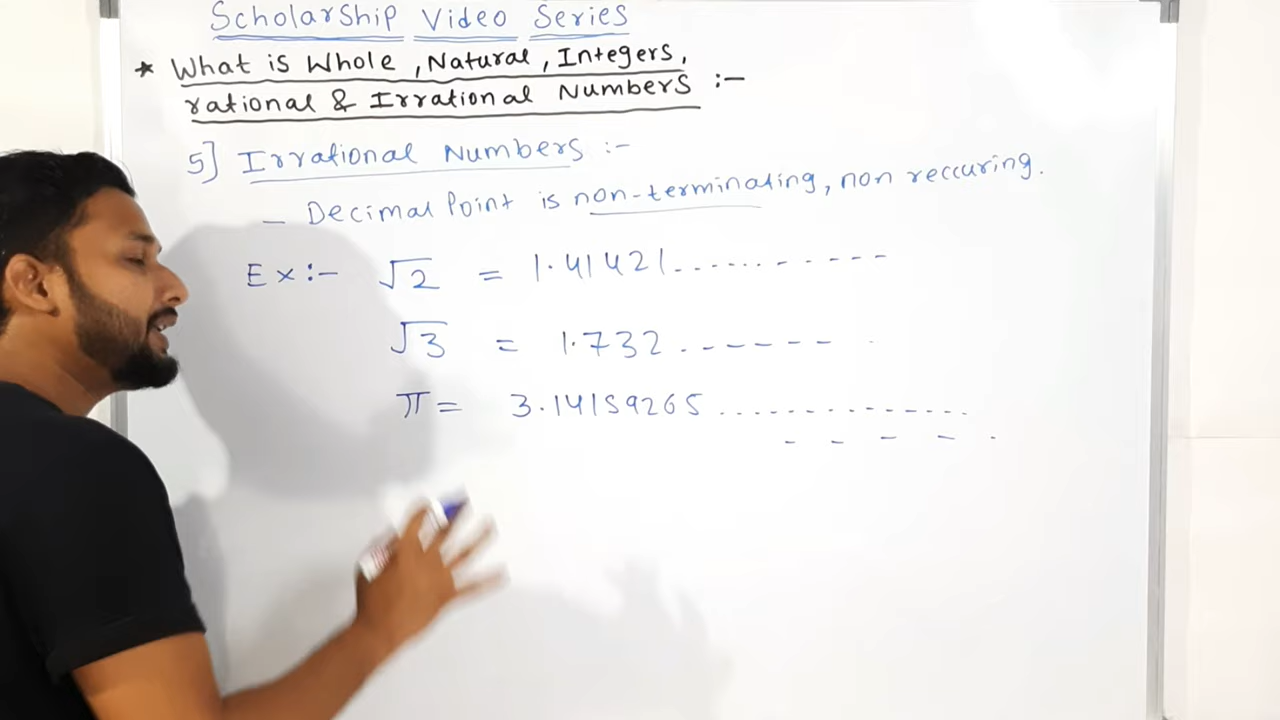 Scholarship Video Series
* What is Whole, Natural, Integers,
rational & Irrational Numbers :-
5] Irrational Numbers :-
- Decimal Point is non-terminating, non reccuring.
Ex:- √2 = 1.41421...........
√3 = 1.732.------
π = 3.14159265..............
- - - - .